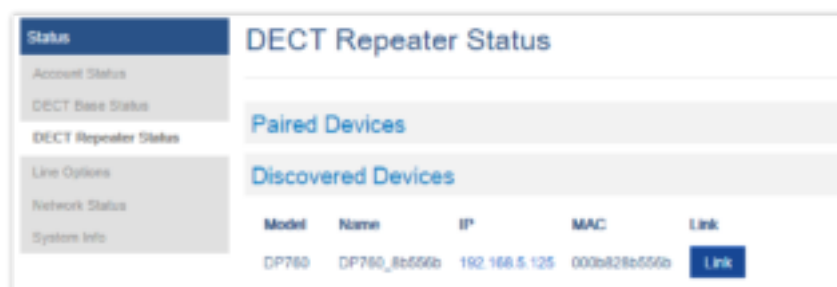 Status
DECT Repeater Status
Account Status
DECT Base Status
DECT Repeater Status
Line Options
Network Status
System Info
Paired Devices
Discovered Devices
Model Name IP MAC Link
DP760 DP760_8b556b 192.168.5.125 000b828b556b Link